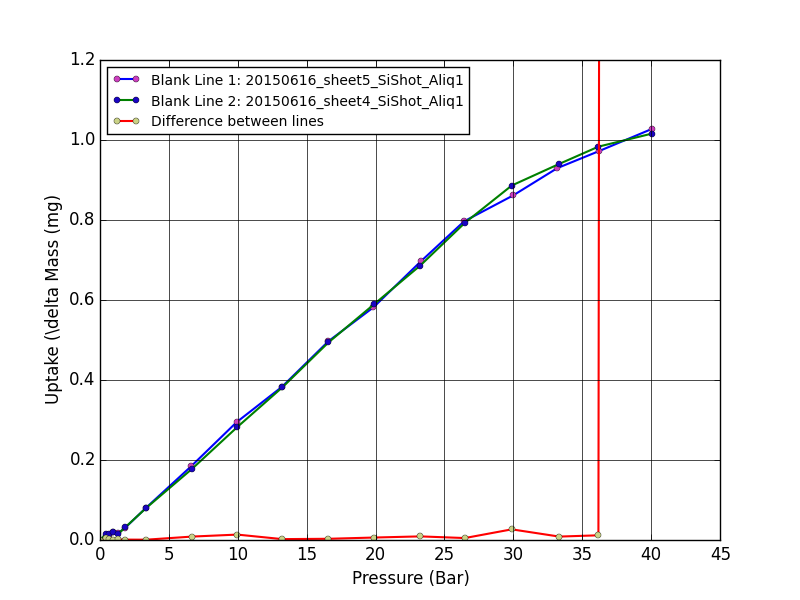 1.2
1.0
0.8
0.6
0.4
0.2
0.0
Uptake (\delta Mass (mg)
Blank Line 1: 20150616_sheet5_SiShot_Aliq1
Blank Line 2: 20150616_sheet4_SiShot_Aliq1
Difference between lines
0 5 10 15 20 25 30 35 40 45
Pressure (Bar)